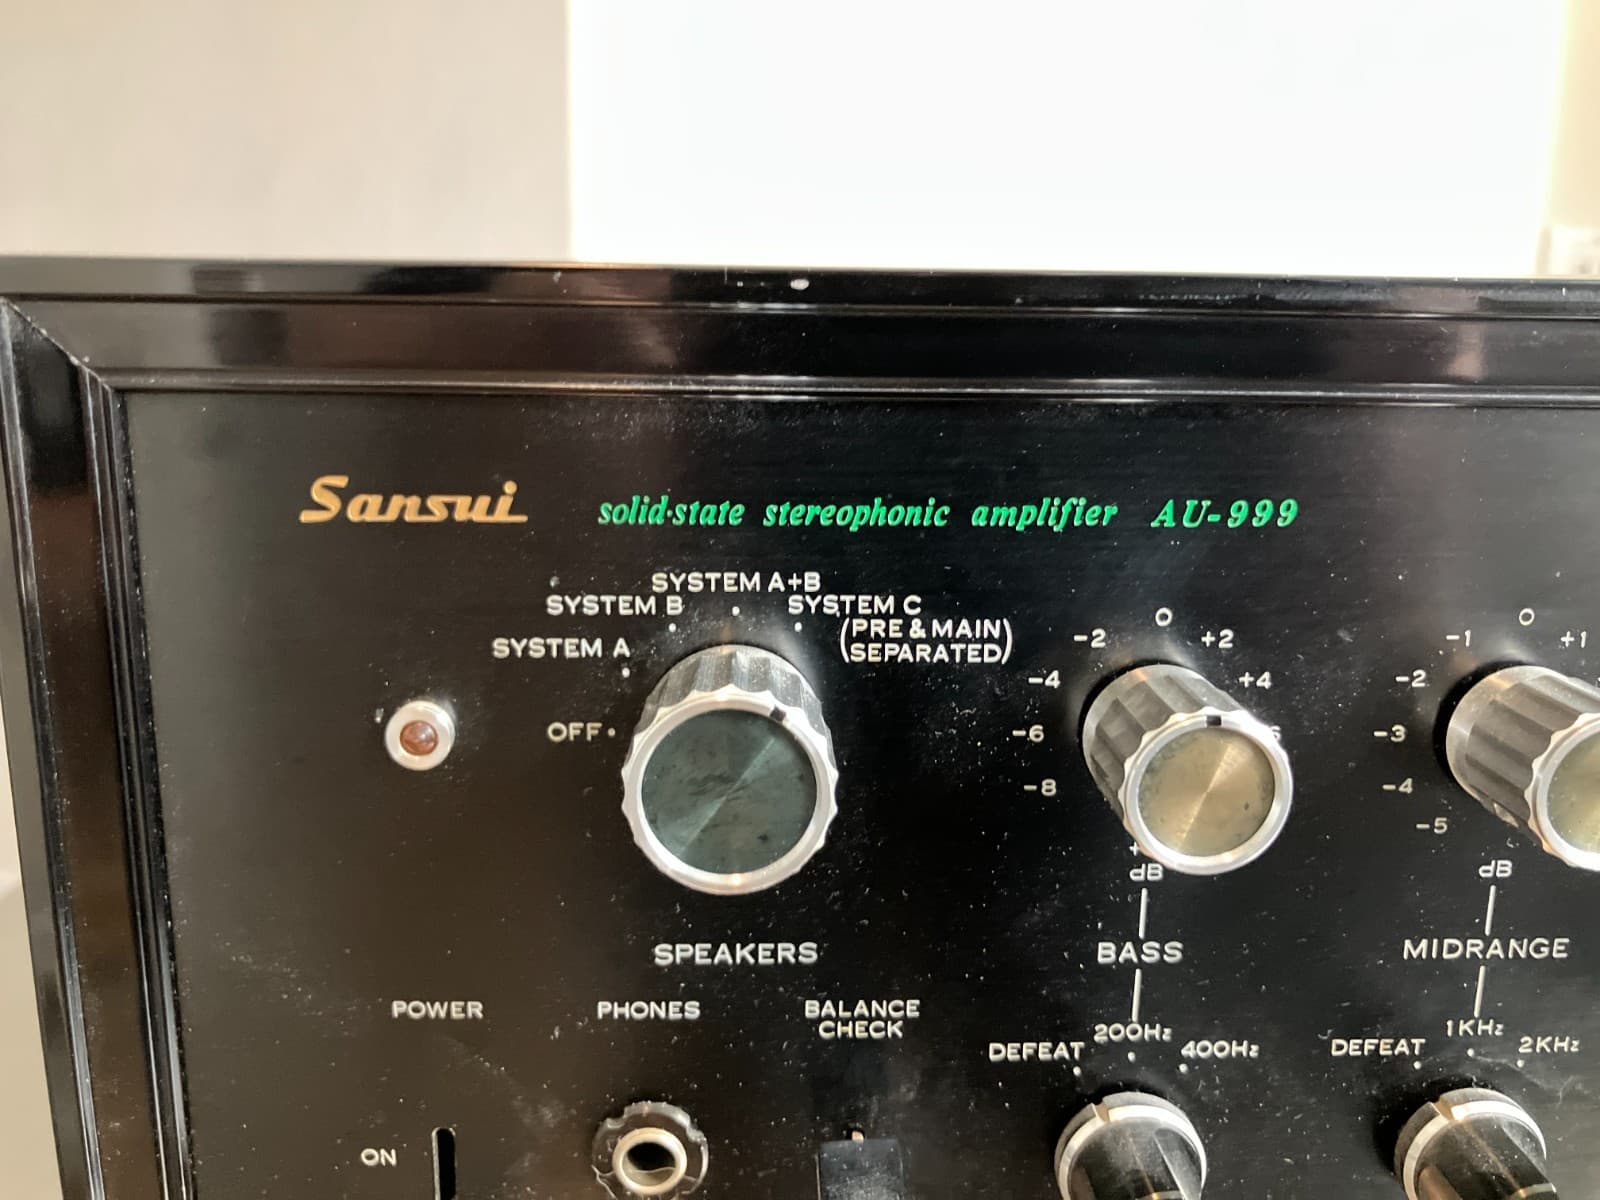 Sansui solid·state stereophonic amplifier AU-999
SYSTEM A+B
SYSTEM B
SYSTEM C
(PRE & MAIN
SEPARATED)
SYSTEM A
OFF
SPEAKERS
0
-2 +2
-4 +4
-6
-8
+
dB
BASS
DEFEAT 200Hz 400Hz
0
-1 +1
-2
-3
-4
-5
dB
MIDRANGE
DEFEAT 1KHz 2KHz
POWER
PHONES
BALANCE
CHECK
ON